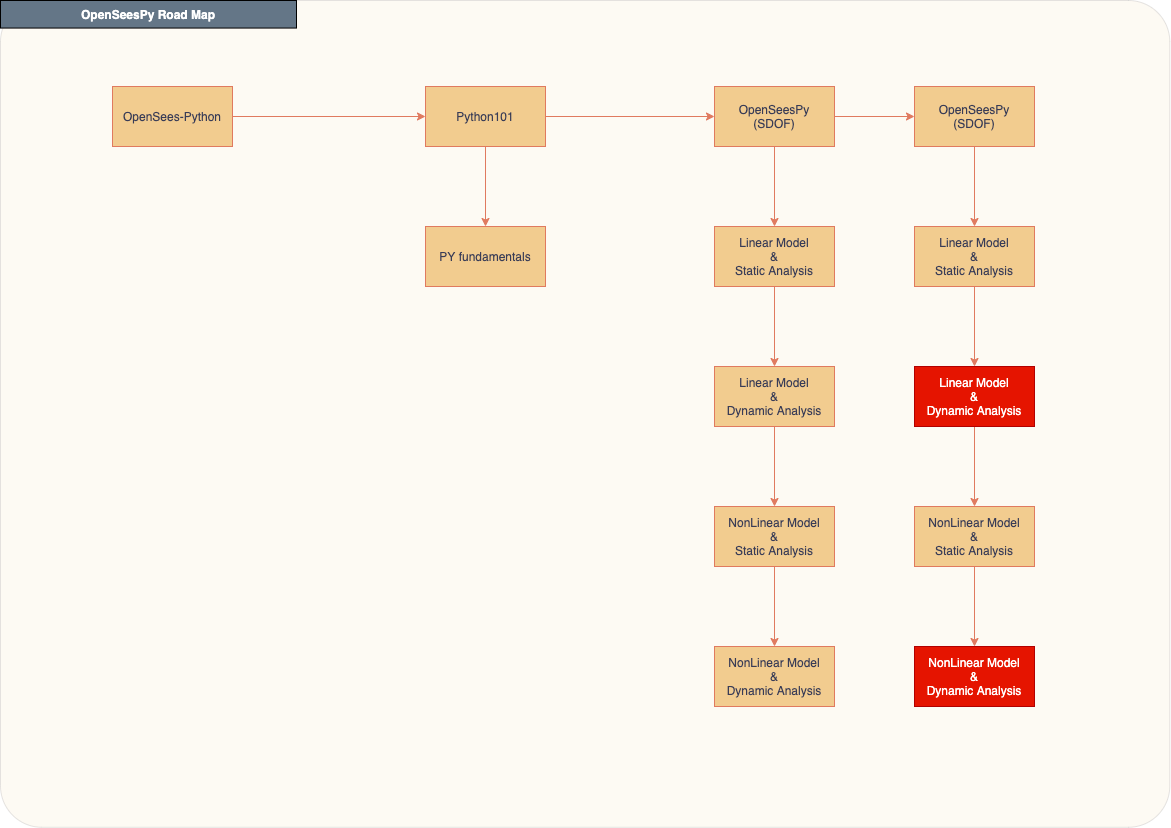 OpenSeesPy Road Map
OpenSees-Python
Python101
OpenSeesPy
(SDOF)
OpenSeesPy
(SDOF)
PY fundamentals
Linear Model
&
Static Analysis
Linear Model
&
Static Analysis
Linear Model
&
Dynamic Analysis
Linear Model
&
Dynamic Analysis
NonLinear Model
&
Static Analysis
NonLinear Model
&
Static Analysis
NonLinear Model
&
Dynamic Analysis
NonLinear Model
&
Dynamic Analysis